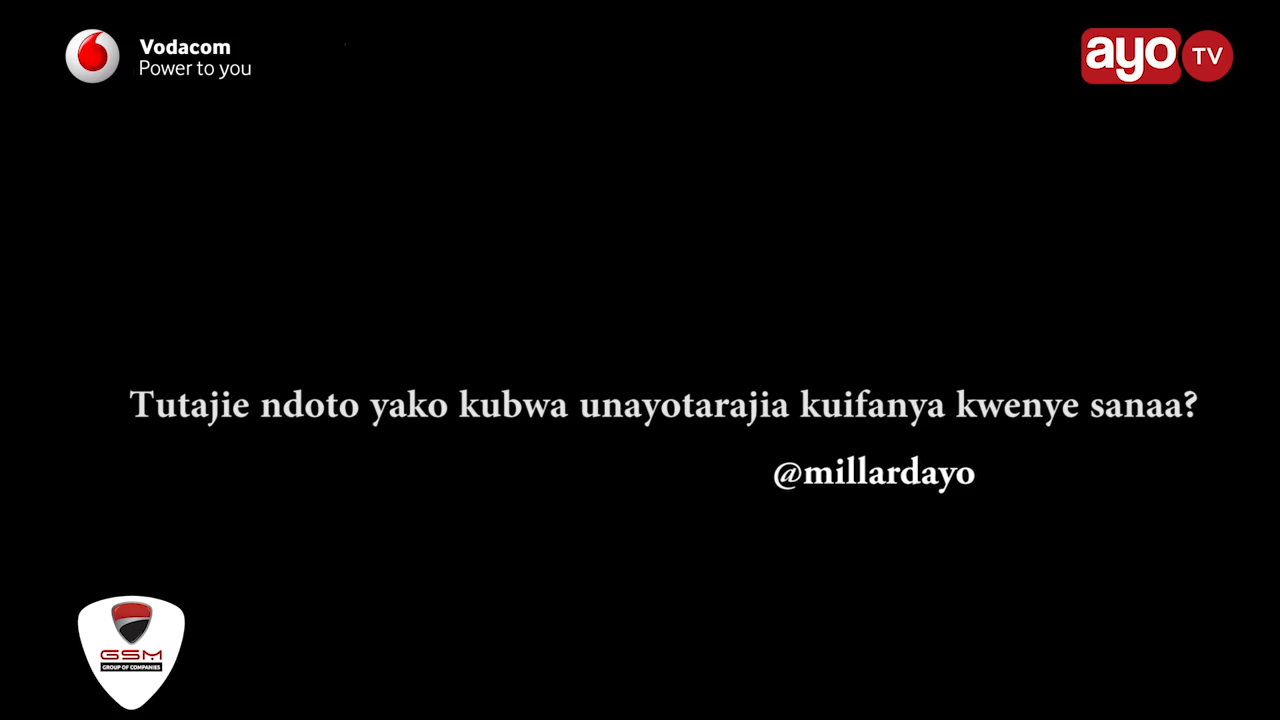 Vodacom
Power to you
ayo TV
Tutajie ndoto yako kubwa unayotarajia kuifanya kwenye sanaa?
@millardayo
GSM
GROUP OF COMPANIES